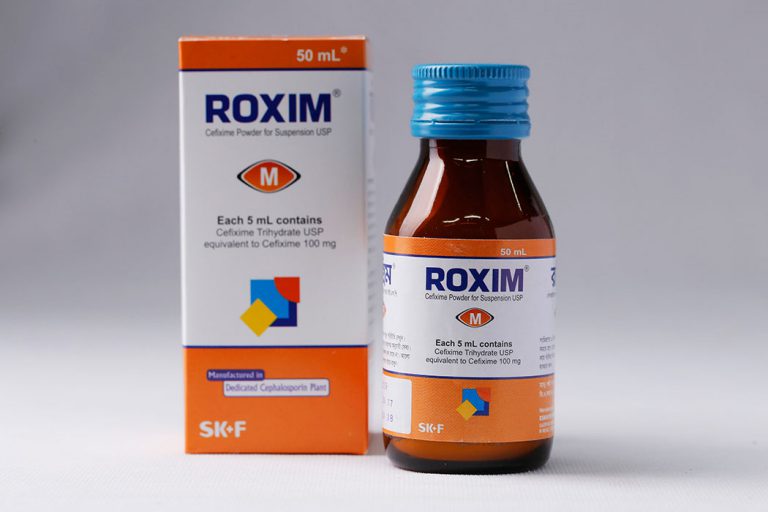 50 mL*
ROXIM®
Cefixime Powder for Suspension USP
M
Each 5 mL contains
Cefixime Trihydrate USP
equivalent to Cefixime 100 mg
Manufactured in
Dedicated Cephalosporin Plant
SK+F
50 mL
ROXIM®
Cefixime Powder for Suspension USP
M
Each 5 mL contains
Cefixime Trihydrate USP
equivalent to Cefixime 100 mg
17
18
SK+F